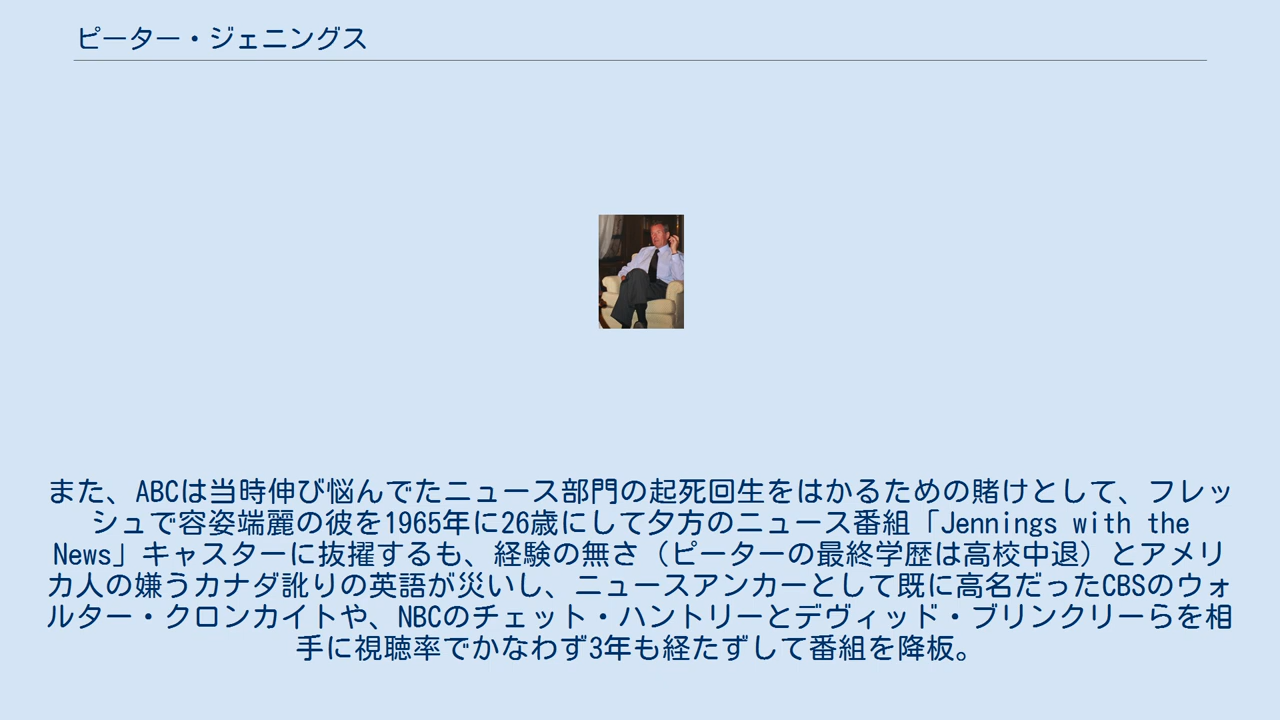 ピーター・ジェニングス
また、ABCは当時伸び悩んでたニュース部門の起死回生をはかるための賭けとして、フレッ
シュで容姿端麗の彼を1965年に26歳にして夕方のニュース番組「Jennings with the
News」キャスターに抜擢するも、経験の無さ（ピーターの最終学歴は高校中退）とアメリ
カ人の嫌うカナダ訛りの英語が災いし、ニュースアンカーとして既に高名だったCBSのウォ
ルター・クロンカイトや、NBCのチェット・ハントリーとデヴィッド・ブリンクリーらを相
手に視聴率でかなわず3年も経たずして番組を降板。